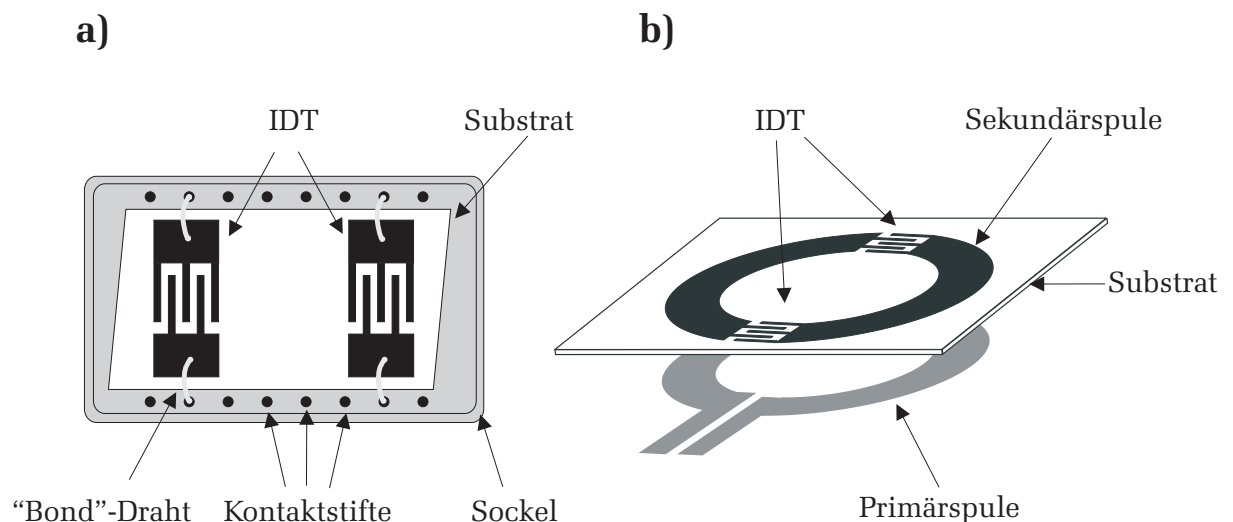 a)
b)
IDT
Substrat
IDT
Sekundärspule
Substrat
“Bond”-Draht
Kontaktstifte
Sockel
Primärspule